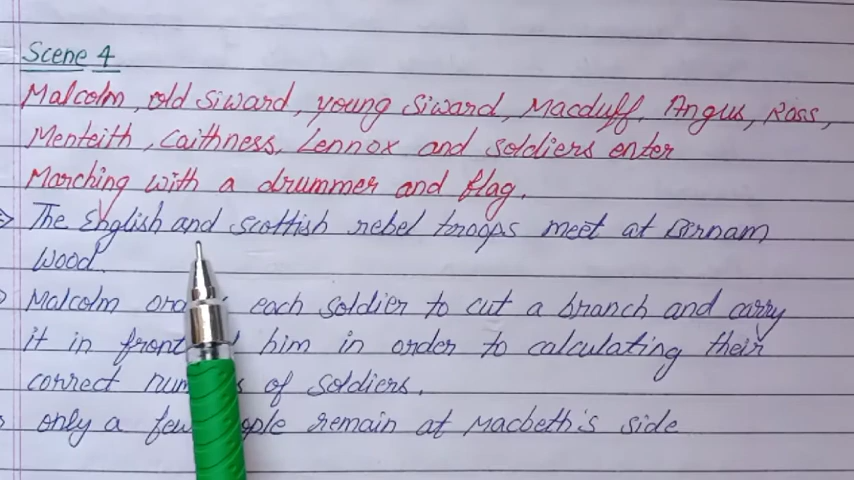 Scene 4
Malcolm, old Siward, young Siward, Macduff, Angus, Ross,
Menteith, Caithness, Lennox and soldiers enter
Marching with a drummer and flag.
The English and scottish rebel troops meet at Birnam
Wood.
Malcolm each soldier to cut a branch and carry
it in front him in order to calculating their
correct of soldiers.
only a few remain at Macbeth's side